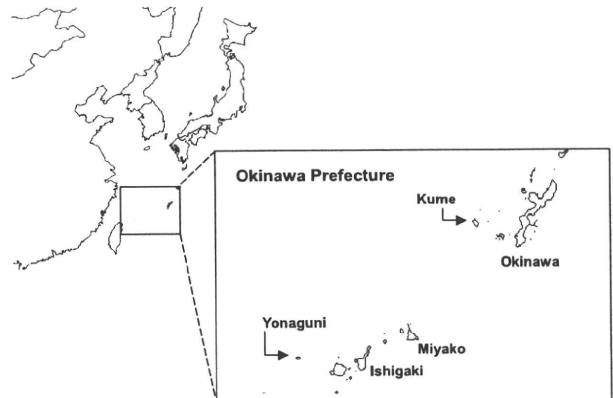 Okinawa Prefecture
Kume
Okinawa
Yonaguni
Miyako
Ishigaki